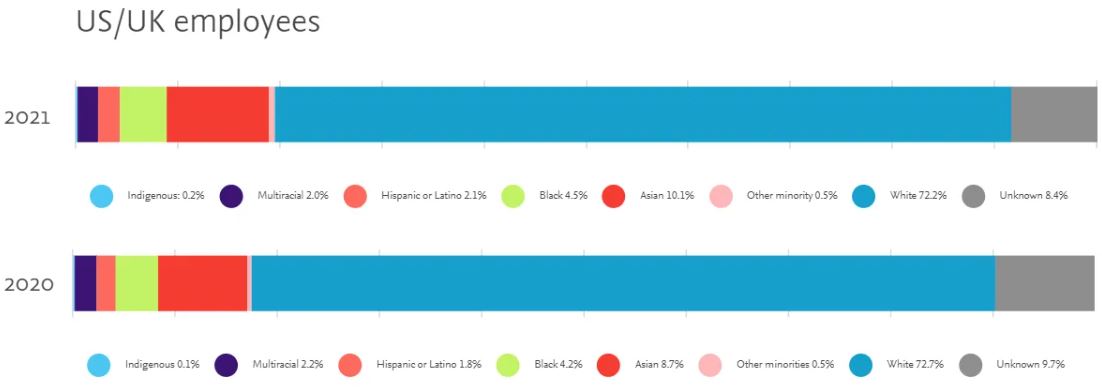 US/UK employees
2021
Indigenous: 0.2% Multiracial 2.0% Hispanic or Latino 2.1% Black 4.5% Asian 10.1% Other minority 0.5% White 72.2% Unknown 8.4%
2020
Indigenous 0.1% Multiracial 2.2% Hispanic or Latino 1.8% Black 4.2% Asian 8.7% Other minorities 0.5% White 72.7% Unknown 9.7%